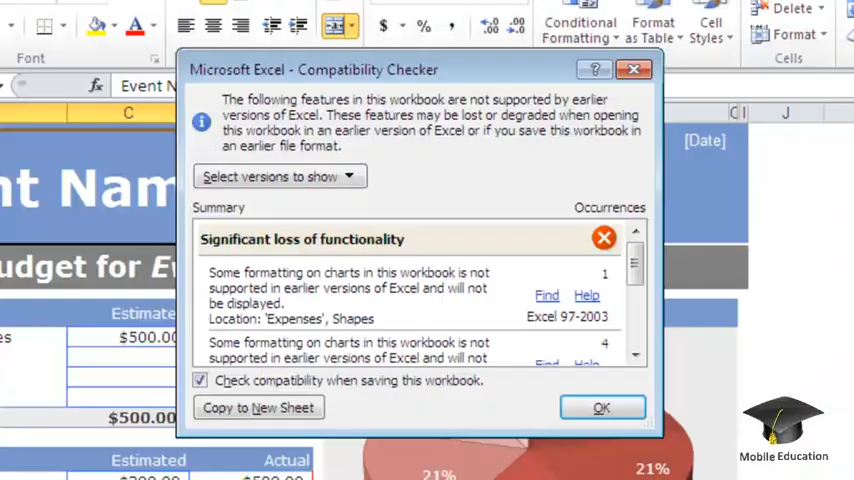 $ % ,
Conditional Formatting
Format as Table
Cell Styles
Delete
Format
Font
Cells
fx Event N
C
J
Microsoft Excel - Compatibility Checker
The following features in this workbook are not supported by earlier
versions of Excel. These features may be lost or degraded when opening
this workbook in an earlier version of Excel or if you save this workbook in
an earlier file format.
Select versions to show
Summary Occurrences
Significant loss of functionality
Some formatting on charts in this workbook is not 1
supported in earlier versions of Excel and will not
be displayed.
Find Help
Location: 'Expenses', Shapes
Excel 97-2003
Some formatting on charts in this workbook is not 4
supported in earlier versions of Excel and will not
Find Help
Check compatibility when saving this workbook.
Copy to New Sheet OK
[Date]
nt Nam
udget for Ev
Estimated
es $500.00
$500.00
Estimated Actual
21% 21%
Mobile Education